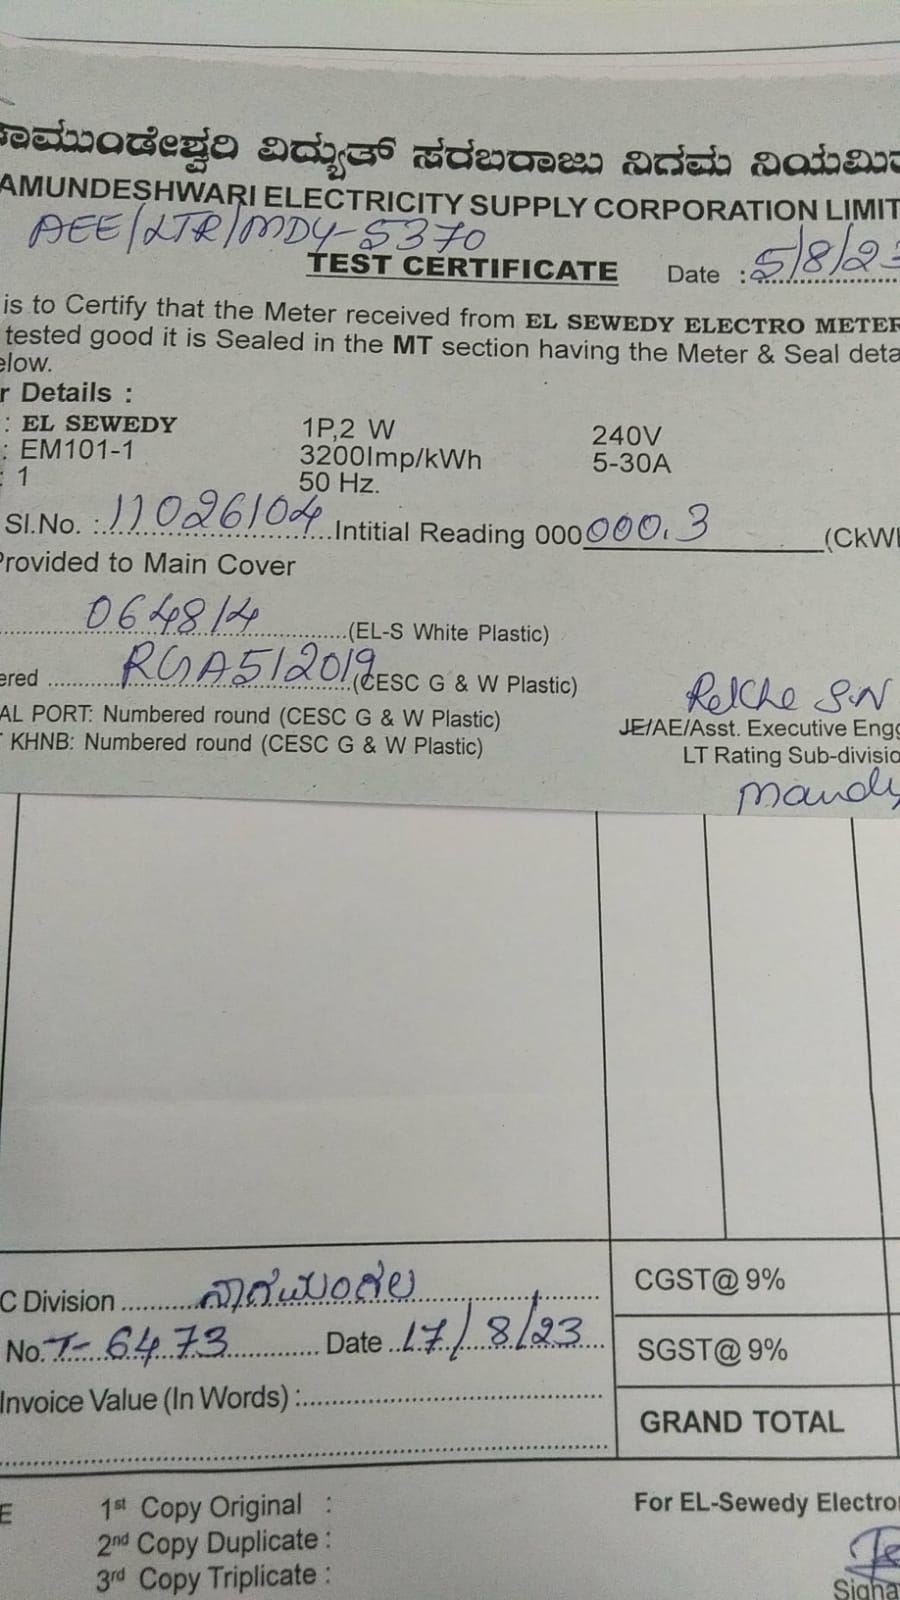 ಚಾಮುಂಡೇಶ್ವರಿ ವಿದ್ಯುತ್ ಸರಬರಾಜು ನಿಗಮ ನಿಯಮಿತ
AMUNDESHWARI ELECTRICITY SUPPLY CORPORATION LIMIT
AEE/LTR/MDY-5370
TEST CERTIFICATE Date : 5/8/23
is to Certify that the Meter received from EL SEWEDY ELECTRO METER
tested good it is Sealed in the MT section having the Meter & Seal deta
elow.
r Details :
: EL SEWEDY 1P,2 W 240V
: EM101-1 3200Imp/kWh 5-30A
: 1 50 Hz.
Sl.No. : 11026104 Intitial Reading 000 000.3 (CkWh
Provided to Main Cover
064814 (EL-S White Plastic)
ered RGA512019 (CESC G & W Plastic)
AL PORT: Numbered round (CESC G & W Plastic)
KHNB: Numbered round (CESC G & W Plastic)
JE/AE/Asst. Executive Engg
LT Rating Sub-divisio
Mandy
C Division ನಾಗಮಂಗಲ CGST@ 9%
No. T-6473 Date 17/8/23 SGST@ 9%
Invoice Value (In Words) :
GRAND TOTAL
E 1st Copy Original : For EL-Sewedy Electro
2nd Copy Duplicate :
3rd Copy Triplicate : Signa